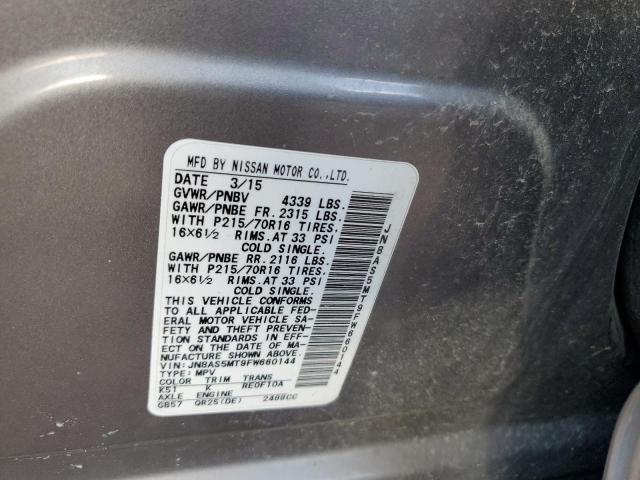 MFD BY NISSAN MOTOR CO.,LTD.
DATE 3/15
GVWR/PNBV 4339 LBS.
GAWR/PNBE FR. 2315 LBS.
WITH P215/70R16 TIRES.
16×6½ RIMS.AT 33 PSI
COLD SINGLE.
GAWR/PNBE RR. 2116 LBS.
WITH P215/70R16 TIRES.
16×6½ RIMS.AT 33 PSI
COLD SINGLE.
THIS VEHICLE CONFORMS
TO ALL APPLICABLE FED-
ERAL MOTOR VEHICLE SA-
FETY AND THEFT PREVEN-
TION STANDARDS IN EFF-
ECT ON THE DATE OF MA-
NUFACTURE SHOWN ABOVE.
VIN: JN8AS5MT9FW660144
TYPE: MPV
COLOR TRIM TRANS
K51 K RE0F10A
AXLE ENGINE
GB57 QR25(DE) 2488CC
JN8AS5MT9FW660144